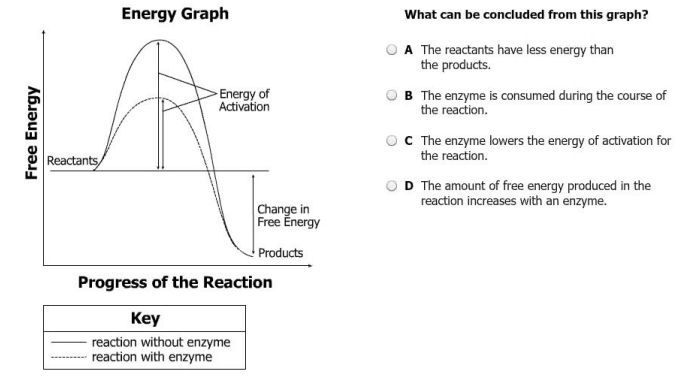 Energy Graph
Free Energy
Energy of
Activation
Reactants
Change in
Free Energy
Products
Progress of the Reaction
Key
reaction without enzyme
reaction with enzyme
What can be concluded from this graph?
A The reactants have less energy than
the products.
B The enzyme is consumed during the course of
the reaction.
C The enzyme lowers the energy of activation for
the reaction.
D The amount of free energy produced in the
reaction increases with an enzyme.